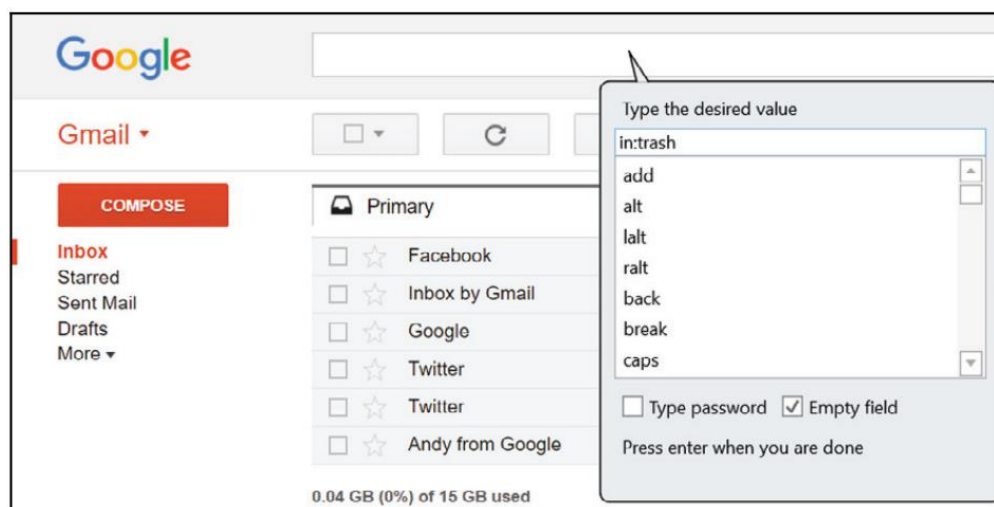 Google
Gmail
COMPOSE
Inbox
Starred
Sent Mail
Drafts
More
Primary
Facebook
Inbox by Gmail
Google
Twitter
Twitter
Andy from Google
0.04 GB (0%) of 15 GB used
Type the desired value
in:trash
add
alt
lalt
ralt
back
break
caps
Type password Empty field
Press enter when you are done